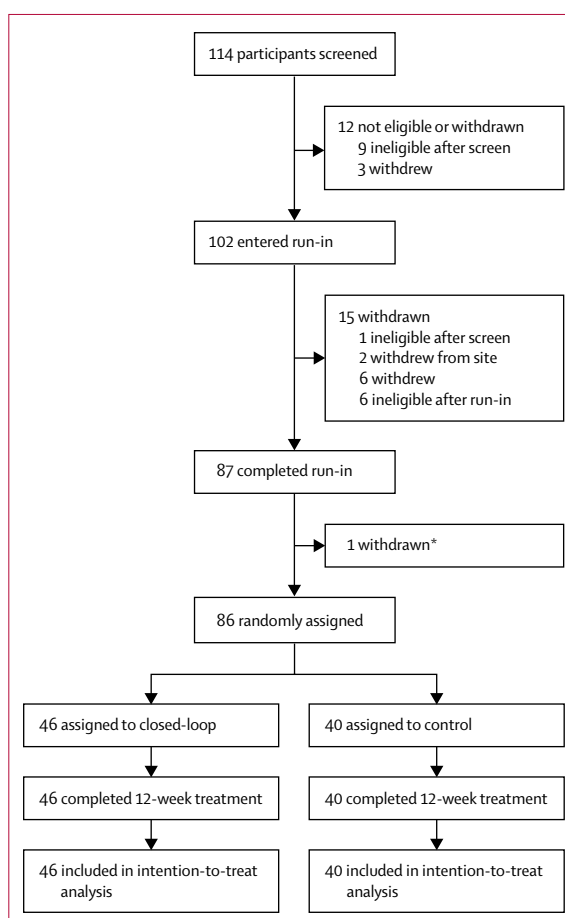 114 participants screened
12 not eligible or withdrawn
9 ineligible after screen
3 withdrew
102 entered run-in
15 withdrawn
1 ineligible after screen
2 withdrew from site
6 withdrew
6 ineligible after run-in
87 completed run-in
1 withdrawn*
86 randomly assigned
46 assigned to closed-loop
40 assigned to control
46 completed 12-week treatment
40 completed 12-week treatment
46 included in intention-to-treat
analysis
40 included in intention-to-treat
analysis